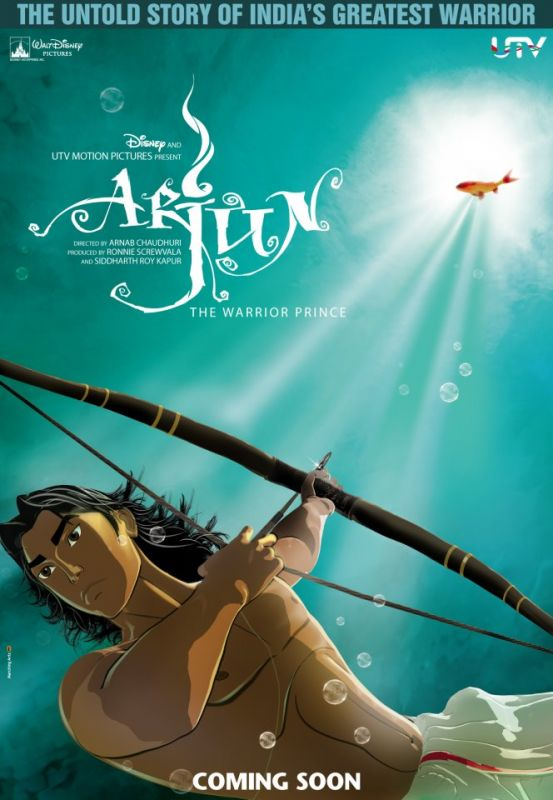 THE UNTOLD STORY OF INDIA'S GREATEST WARRIOR
WALT DISNEY
PICTURES
UTV
DISNEY AND
UTV MOTION PICTURES PRESENT
ARJUN
DIRECTED BY ARNAB CHAUDHURI
PRODUCED BY RONNIE SCREWVALA
AND SIDDHARTH ROY KAPUR
THE WARRIOR PRINCE
COMING SOON